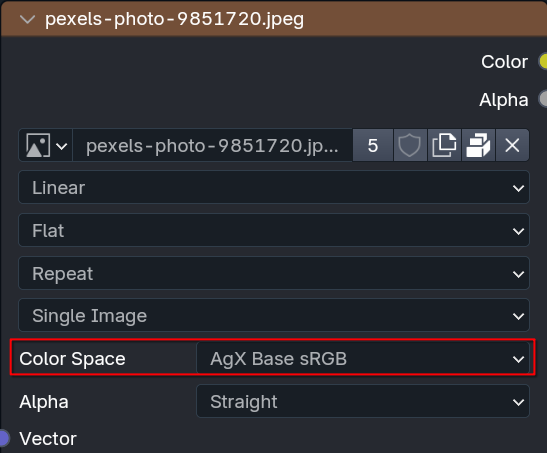 pexels-photo-9851720.jpeg
Color
Alpha
pexels-photo-9851720.jp... 5
Linear
Flat
Repeat
Single Image
Color Space AgX Base sRGB
Alpha Straight
Vector